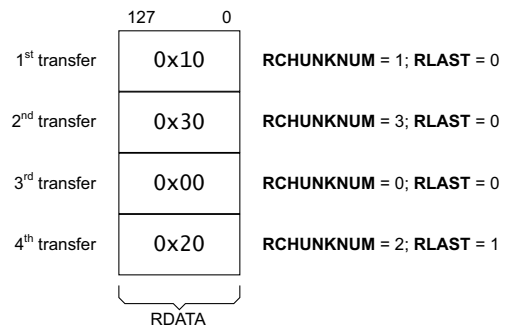 127 0
1st transfer 0x10 RCHUNKNUM = 1; RLAST = 0
2nd transfer 0x30 RCHUNKNUM = 3; RLAST = 0
3rd transfer 0x00 RCHUNKNUM = 0; RLAST = 0
4th transfer 0x20 RCHUNKNUM = 2; RLAST = 1
RDATA